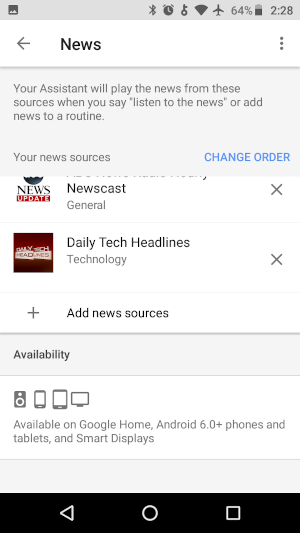 64% 2:28
News
Your Assistant will play the news from these
sources when you say "listen to the news" or add
news to a routine.
Your news sources
CHANGE ORDER
NEWS
UPDATE
Newscast
General
DAILY TECH
HEADLINES
Daily Tech Headlines
Technology
Add news sources
Availability
Available on Google Home, Android 6.0+ phones and
tablets, and Smart Displays